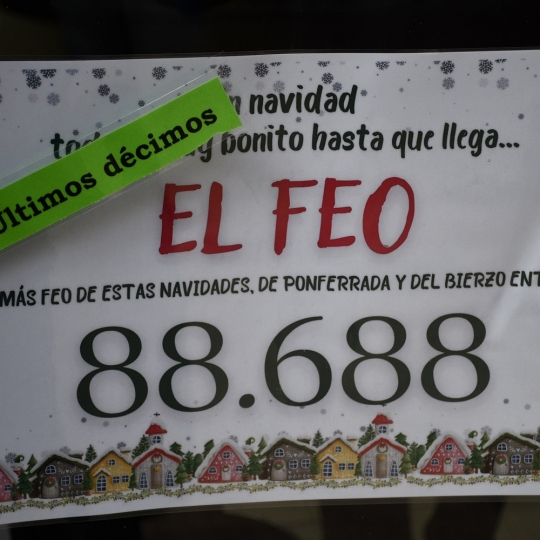 navidad
bonito hasta que llega...
Últimos décimos
EL FEO
MÁS FEO DE ESTAS NAVIDADES, DE PONFERRADA Y DEL BIERZO ENT
88.688